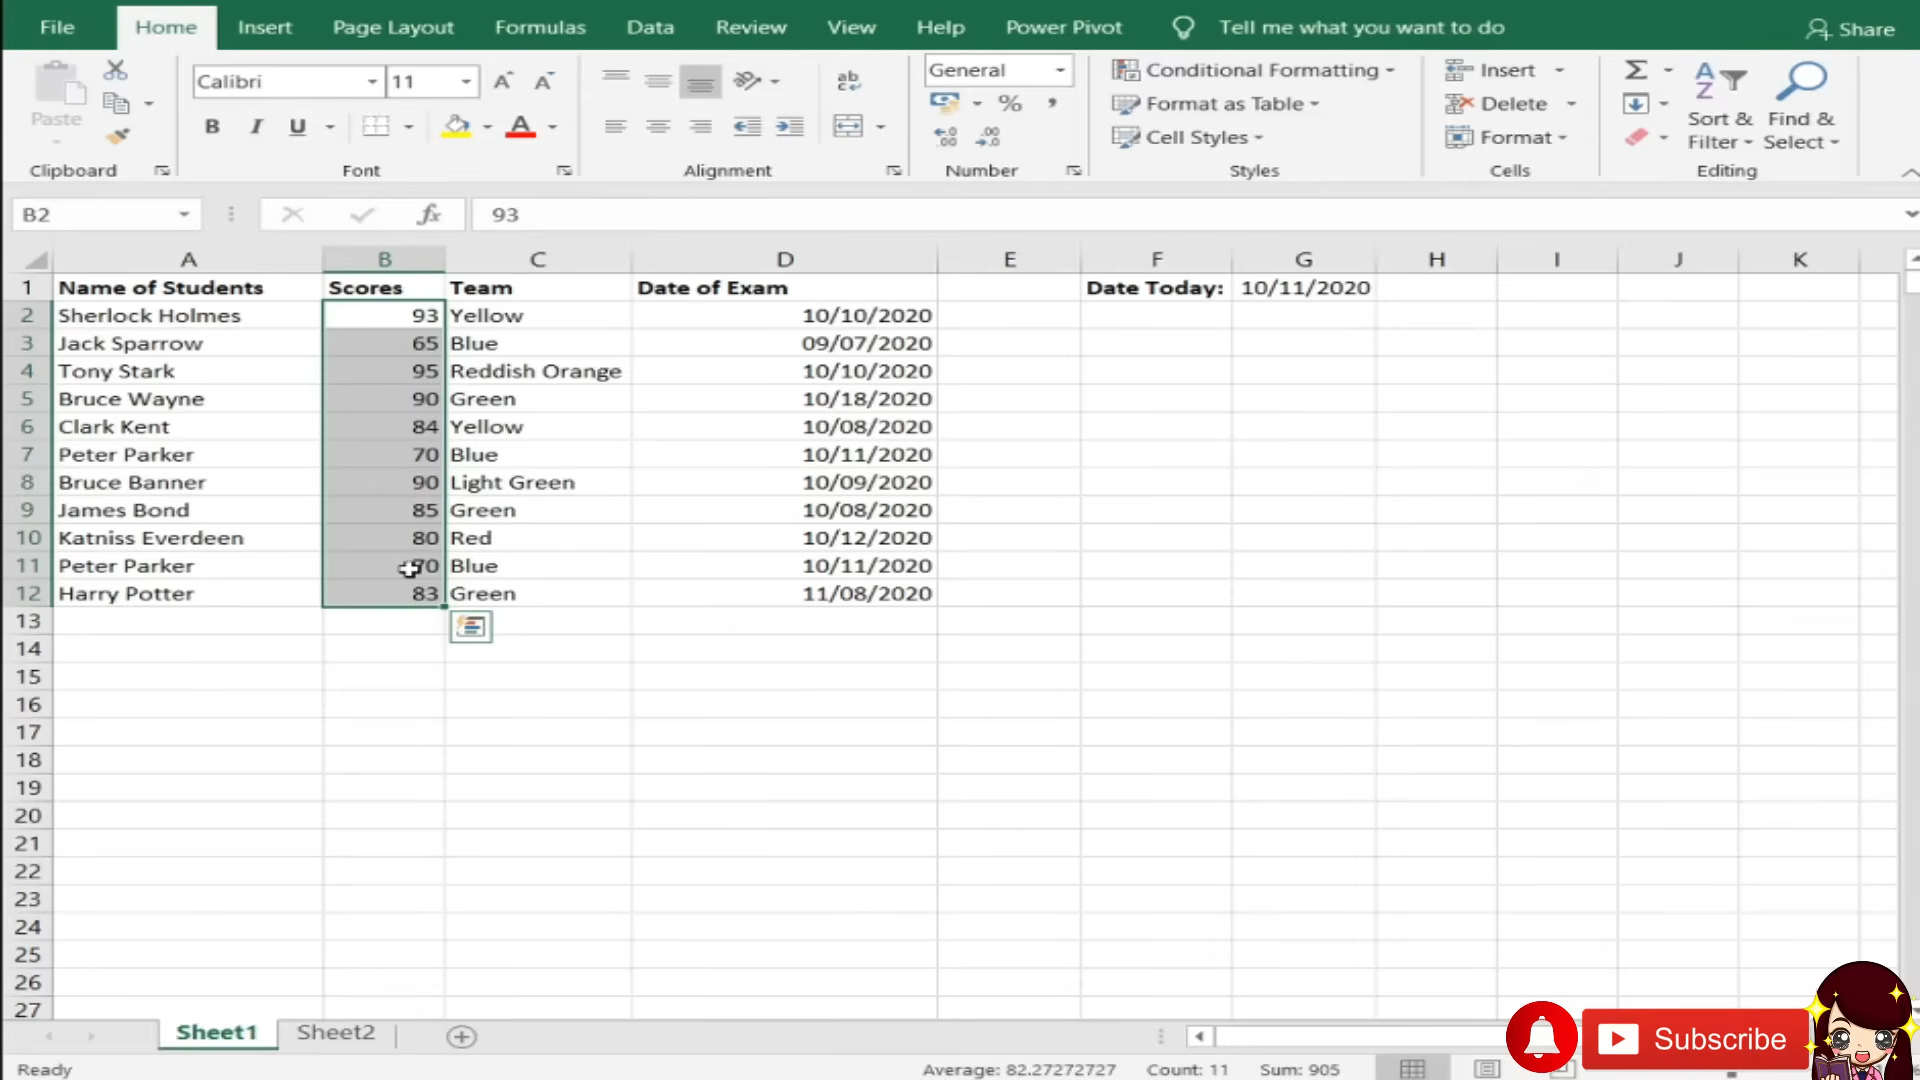 File Home Insert Page Layout Formulas Data Review View Help Power Pivot Tell me what you want to do Share
Paste
Clipboard
Calibri 11
B I U
Font
Alignment
General
Number
Conditional Formatting
Format as Table
Cell Styles
Styles
Insert
Delete
Format
Cells
Sort & Filter
Find & Select
Editing
B2 fx 93
A B C D E F G H I J K
1 Name of Students Scores Team Date of Exam Date Today: 10/11/2020
2 Sherlock Holmes 93 Yellow 10/10/2020
3 Jack Sparrow 65 Blue 09/07/2020
4 Tony Stark 95 Reddish Orange 10/10/2020
5 Bruce Wayne 90 Green 10/18/2020
6 Clark Kent 84 Yellow 10/08/2020
7 Peter Parker 70 Blue 10/11/2020
8 Bruce Banner 90 Light Green 10/09/2020
9 James Bond 85 Green 10/08/2020
10 Katniss Everdeen 80 Red 10/12/2020
11 Peter Parker 70 Blue 10/11/2020
12 Harry Potter 83 Green 11/08/2020
13
14
15
16
17
18
19
20
21
22
23
24
25
26
27
Sheet1 Sheet2
Subscribe
Ready Average: 82.27272727 Count: 11 Sum: 905